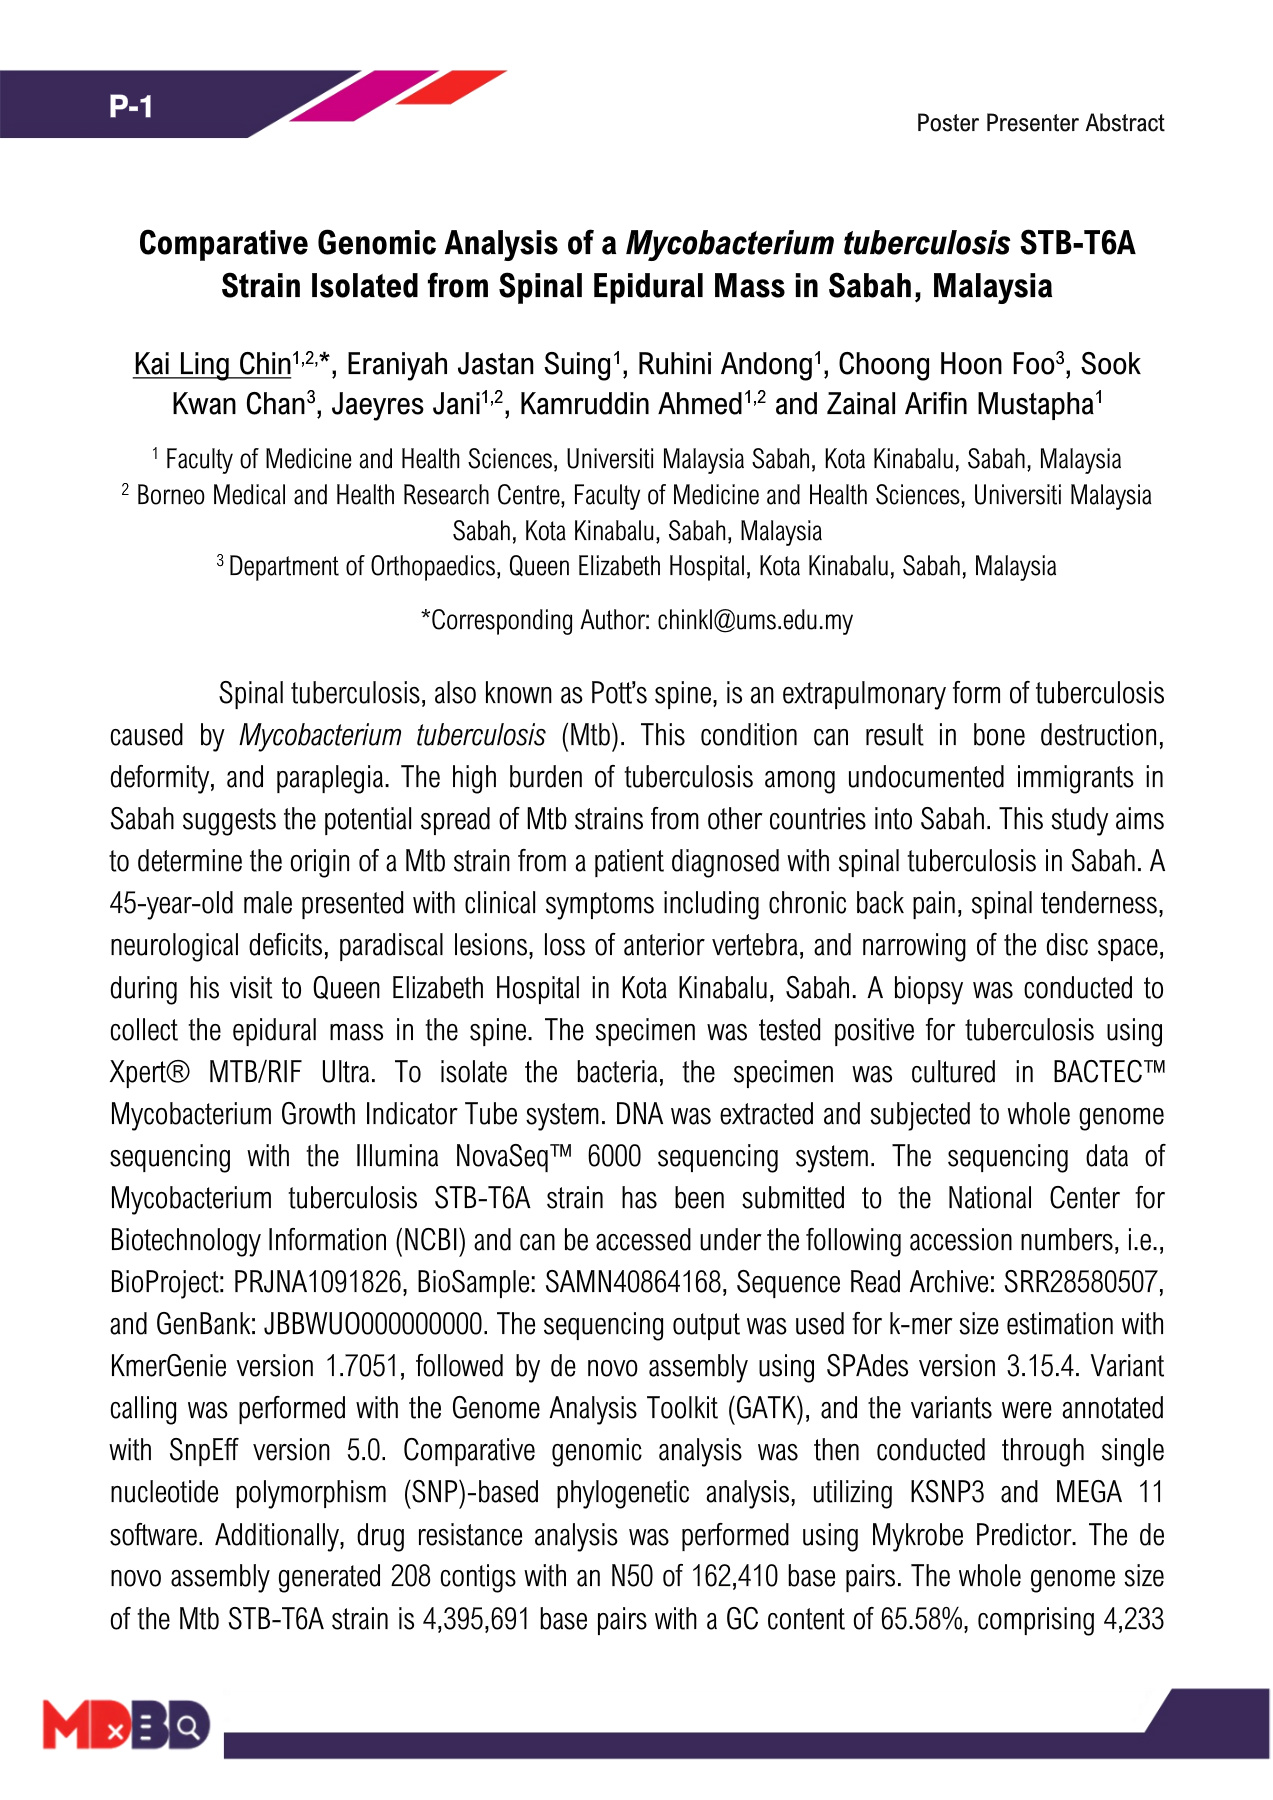 P-1
Poster Presenter Abstract
Comparative Genomic Analysis of a Mycobacterium tuberculosis STB-T6A
Strain Isolated from Spinal Epidural Mass in Sabah, Malaysia
Kai Ling Chin1,2,*, Eraniyah Jastan Suing1, Ruhini Andong1, Choong Hoon Foo3, Sook
Kwan Chan3, Jaeyres Jani1,2, Kamruddin Ahmed1,2 and Zainal Arifin Mustapha1
1 Faculty of Medicine and Health Sciences, Universiti Malaysia Sabah, Kota Kinabalu, Sabah, Malaysia
2 Borneo Medical and Health Research Centre, Faculty of Medicine and Health Sciences, Universiti Malaysia
Sabah, Kota Kinabalu, Sabah, Malaysia
3 Department of Orthopaedics, Queen Elizabeth Hospital, Kota Kinabalu, Sabah, Malaysia
*Corresponding Author: chinkl@ums.edu.my
Spinal tuberculosis, also known as Pott’s spine, is an extrapulmonary form of tuberculosis
caused by Mycobacterium tuberculosis (Mtb). This condition can result in bone destruction,
deformity, and paraplegia. The high burden of tuberculosis among undocumented immigrants in
Sabah suggests the potential spread of Mtb strains from other countries into Sabah. This study aims
to determine the origin of a Mtb strain from a patient diagnosed with spinal tuberculosis in Sabah. A
45-year-old male presented with clinical symptoms including chronic back pain, spinal tenderness,
neurological deficits, paradiscal lesions, loss of anterior vertebra, and narrowing of the disc space,
during his visit to Queen Elizabeth Hospital in Kota Kinabalu, Sabah. A biopsy was conducted to
collect the epidural mass in the spine. The specimen was tested positive for tuberculosis using
Xpert® MTB/RIF Ultra. To isolate the bacteria, the specimen was cultured in BACTEC™
Mycobacterium Growth Indicator Tube system. DNA was extracted and subjected to whole genome
sequencing with the Illumina NovaSeq™ 6000 sequencing system. The sequencing data of
Mycobacterium tuberculosis STB-T6A strain has been submitted to the National Center for
Biotechnology Information (NCBI) and can be accessed under the following accession numbers, i.e.,
BioProject: PRJNA1091826, BioSample: SAMN40864168, Sequence Read Archive: SRR28580507,
and GenBank: JBBWUO000000000. The sequencing output was used for k-mer size estimation with
KmerGenie version 1.7051, followed by de novo assembly using SPAdes version 3.15.4. Variant
calling was performed with the Genome Analysis Toolkit (GATK), and the variants were annotated
with SnpEff version 5.0. Comparative genomic analysis was then conducted through single
nucleotide polymorphism (SNP)-based phylogenetic analysis, utilizing KSNP3 and MEGA 11
software. Additionally, drug resistance analysis was performed using Mykrobe Predictor. The de
novo assembly generated 208 contigs with an N50 of 162,410 base pairs. The whole genome size
of the Mtb STB-T6A strain is 4,395,691 base pairs with a GC content of 65.58%, comprising 4,233
MDxBD